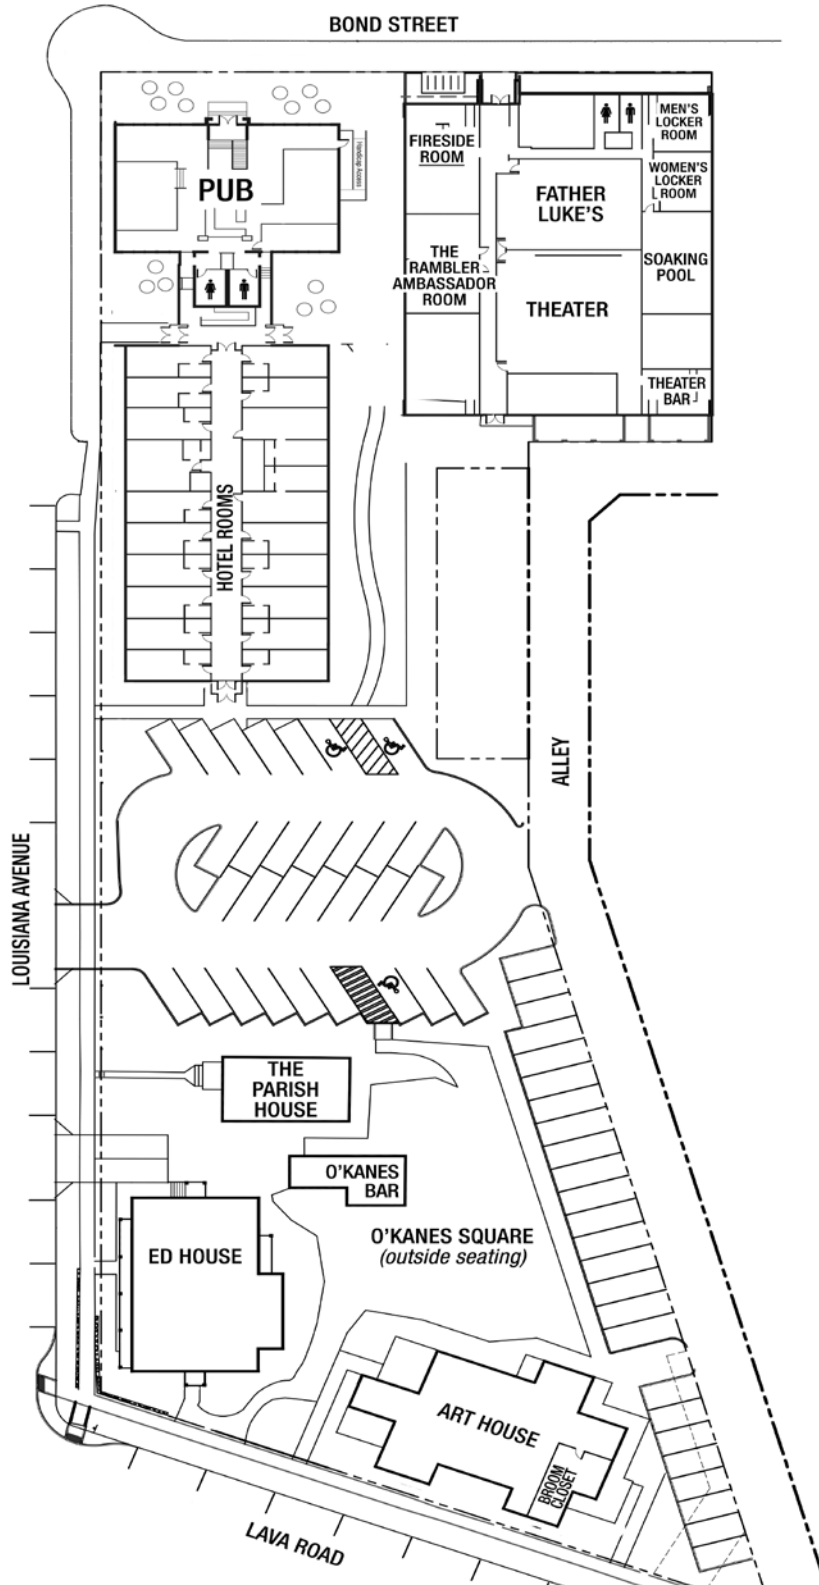 BOND STREET
PUB
Handicap Access
FIRESIDE
ROOM
MEN'S
LOCKER
ROOM
FATHER
LUKE'S
WOMEN'S
LOCKER
ROOM
THE
RAMBLER
AMBASSADOR
ROOM
SOAKING
POOL
THEATER
THEATER
BAR
HOTEL ROOMS
ALLEY
LOUISIANA AVENUE
THE
PARISH
HOUSE
O'KANES
BAR
ED HOUSE
O'KANES SQUARE
(outside seating)
ART HOUSE
BROOM
CLOSET
LAVA ROAD